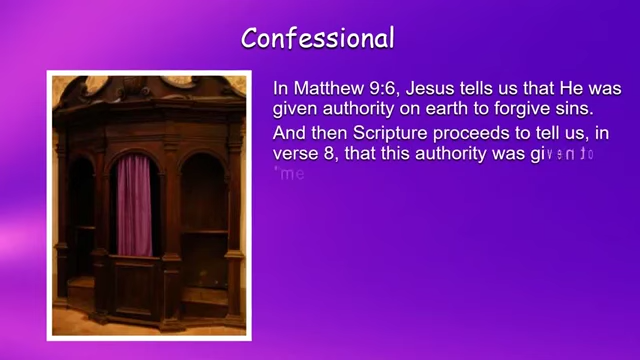 Confessional
In Matthew 9:6, Jesus tells us that He was
given authority on earth to forgive sins.
And then Scripture proceeds to tell us, in
verse 8, that this authority was given to
"me